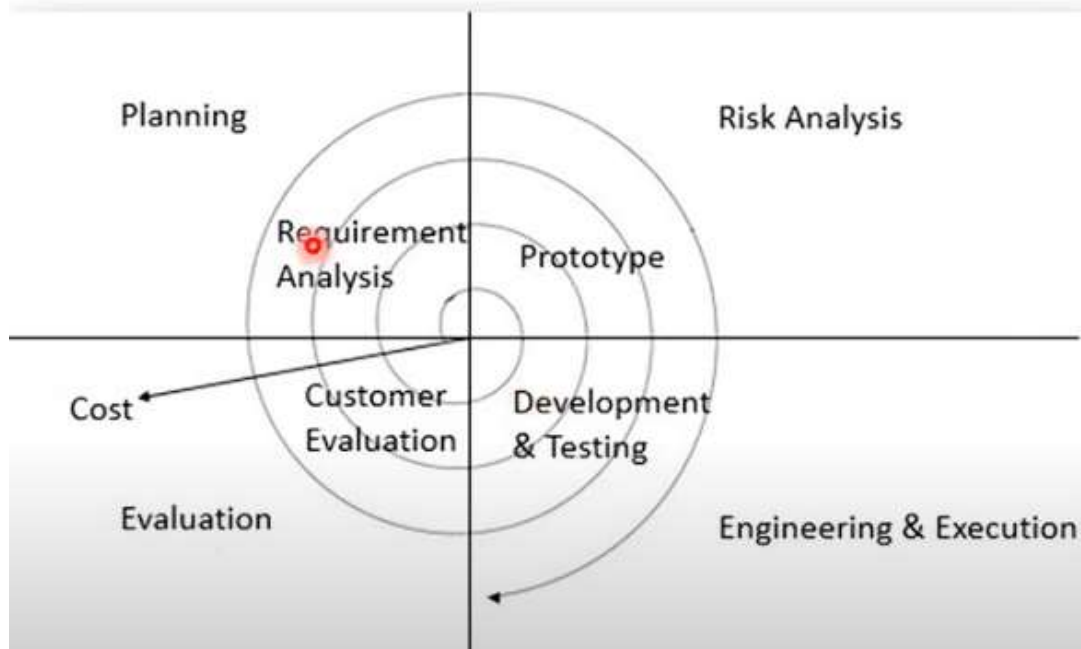 Planning
Risk Analysis
Requirement
Analysis
Prototype
Cost
Customer
Evaluation
Development
& Testing
Evaluation
Engineering & Execution